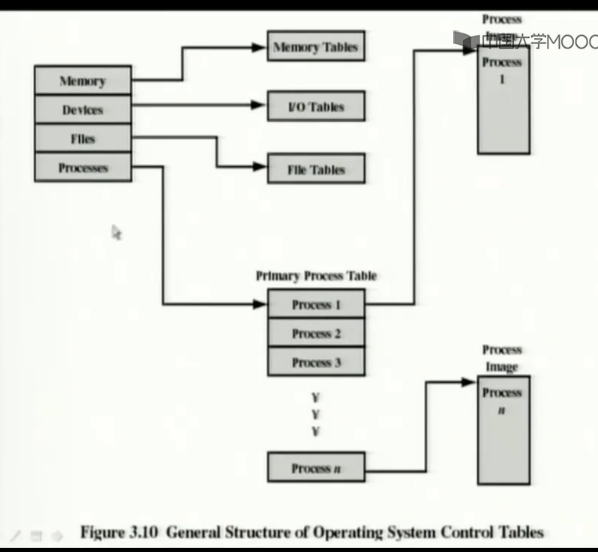 Process
中国大学MOOC
Memory Tables
Process
1
Memory
Devices
I/O Tables
Files
Processes
File Tables
Primary Process Table
Process 1
Process 2
Process 3
¥
¥
¥
Process n
Process
Image
Process
n
Figure 3.10 General Structure of Operating System Control Tables